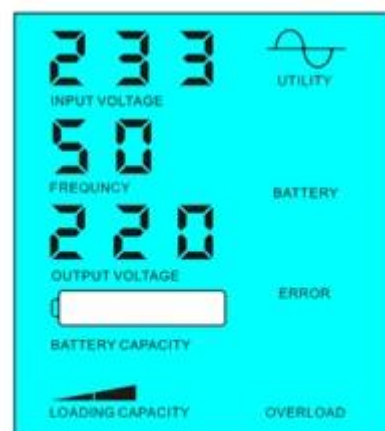 233
INPUT VOLTAGE
UTILITY
50
FREQUNCY
BATTERY
220
OUTPUT VOLTAGE
ERROR
BATTERY CAPACITY
LOADING CAPACITY
OVERLOAD